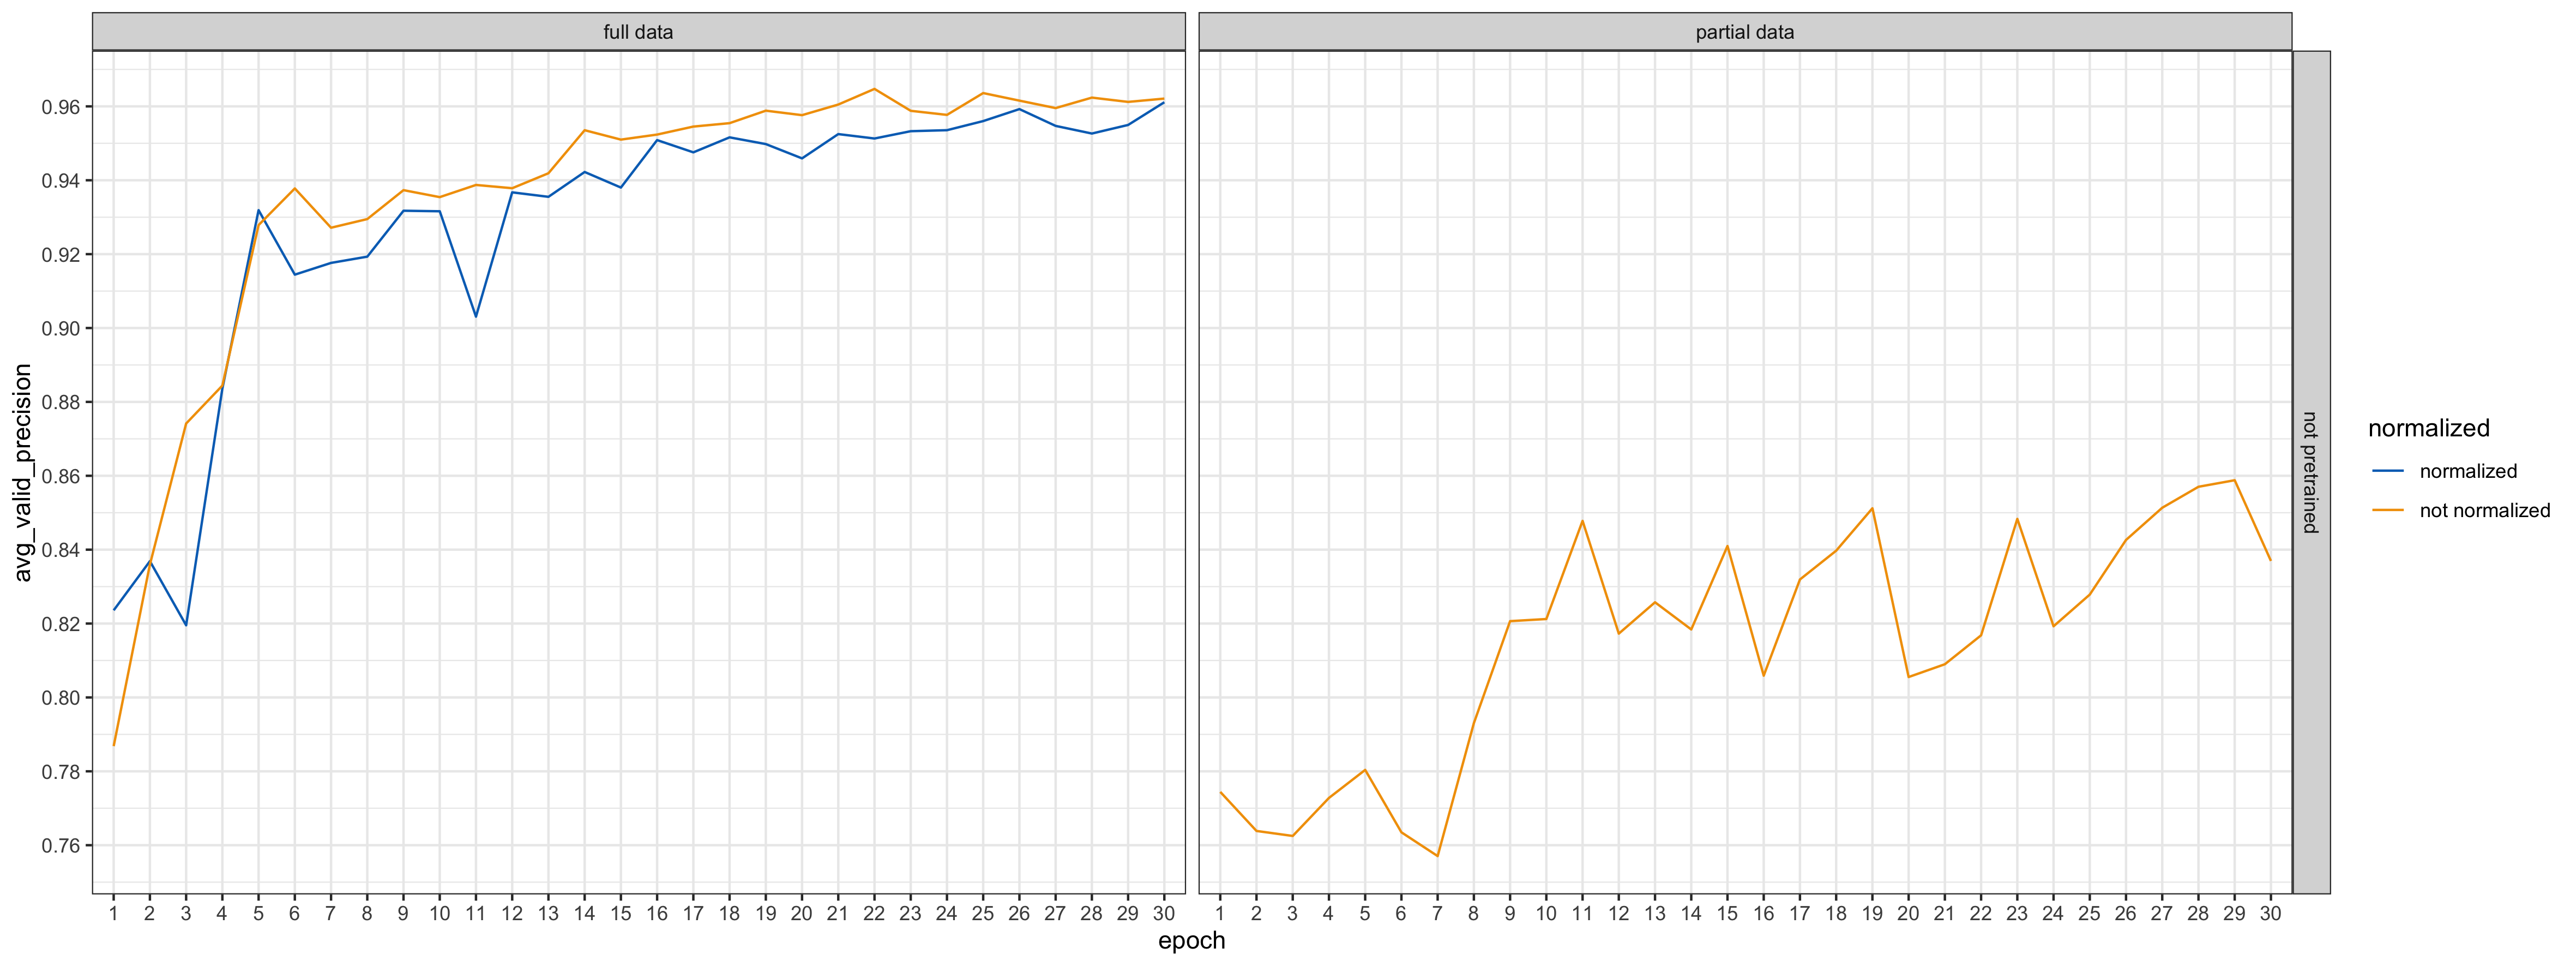 full data
partial data
avg_valid_precision
0.96
0.94
0.92
0.90
0.88
0.86
0.84
0.82
0.80
0.78
0.76
not pretrained
1 2 3 4 5 6 7 8 9 10 11 12 13 14 15 16 17 18 19 20 21 22 23 24 25 26 27 28 29 30
1 2 3 4 5 6 7 8 9 10 11 12 13 14 15 16 17 18 19 20 21 22 23 24 25 26 27 28 29 30
epoch
normalized
normalized
not normalized